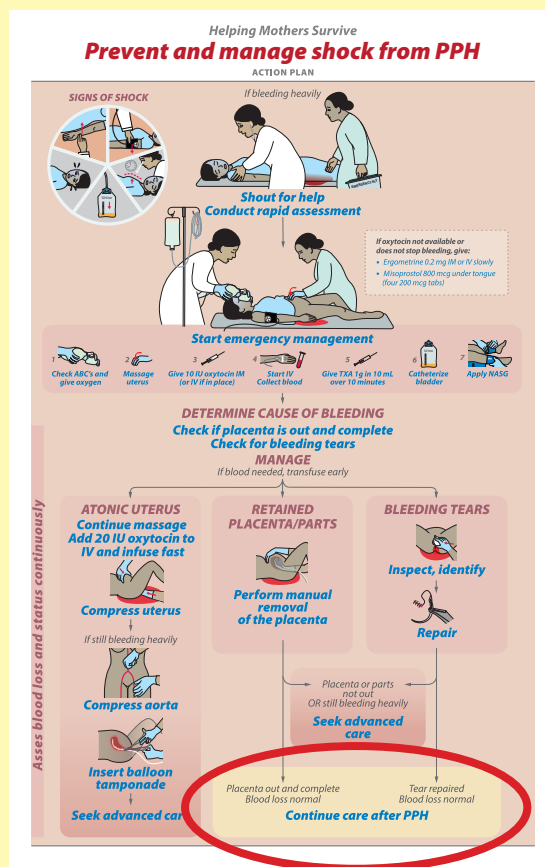 Helping Mothers Survive
Prevent and manage shock from PPH
ACTION PLAN
SIGNS OF SHOCK
If bleeding heavily
Shout for help
Conduct rapid assessment
If oxytocin not available or
does not stop bleeding, give:
• Ergometrine 0.2 mg IM or IV slowly
• Misoprostol 800 mcg under tongue
(four 200 mcg tabs)
Start emergency management
1
Check ABC's and
give oxygen
2
Massage
uterus
3
Give 10 IU oxytocin IM
(or IV if in place)
4
Start IV
Collect blood
5
Give TXA 1g in 10 mL
over 10 minutes
6
Catheterize
bladder
7
Apply NASG
DETERMINE CAUSE OF BLEEDING
Check if placenta is out and complete
Check for bleeding tears
MANAGE
If blood needed, transfuse early
Asses blood loss and status continuously
ATONIC UTERUS
Continue massage
Add 20 IU oxytocin to
IV and infuse fast
Compress uterus
If still bleeding heavily
Compress aorta
Insert balloon
tamponade
Seek advanced care
RETAINED
PLACENTA/PARTS
Perform manual
removal
of the placenta
BLEEDING TEARS
Inspect, identify
Repair
Placenta or parts
not out
OR still bleeding heavily
Seek advanced
care
Placenta out and complete
Blood loss normal
Tear repaired
Blood loss normal
Continue care after PPH